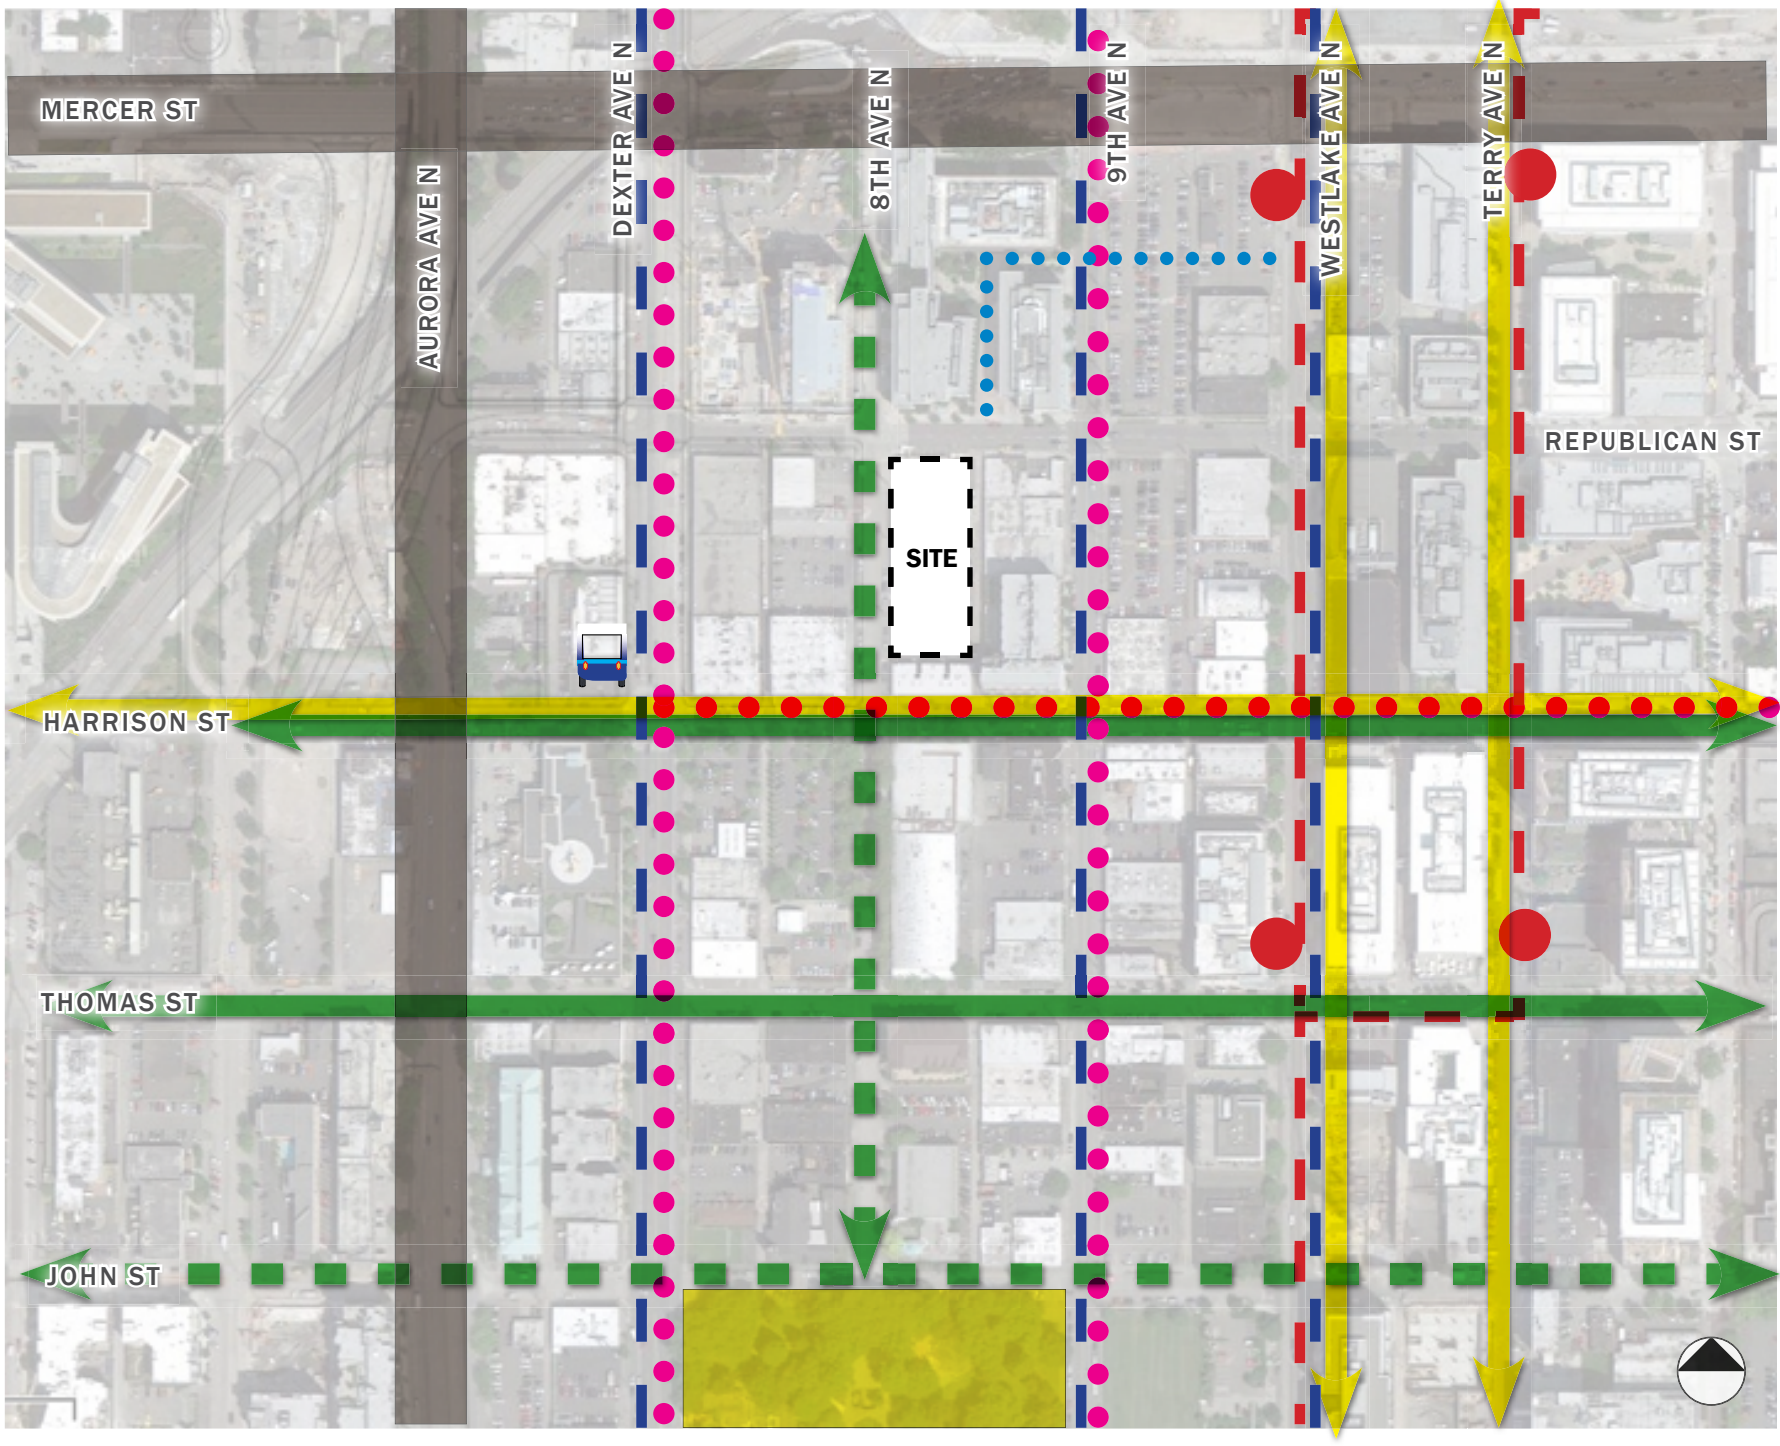 MERCER ST
AURORA AVE N
DEXTER AVE N
8TH AVE N
9TH AVE N
WESTLAKE AVE N
TERRY AVE N
REPUBLICAN ST
SITE
HARRISON ST
THOMAS ST
JOHN ST